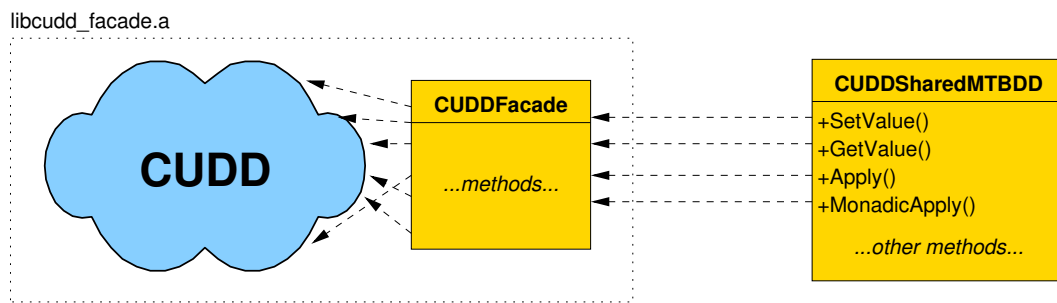 libcudd_facade.a
CUDD
CUDDFacade
...methods...
CUDDSharedMTBDD
+SetValue()
+GetValue()
+Apply()
+MonadicApply()
...other methods...